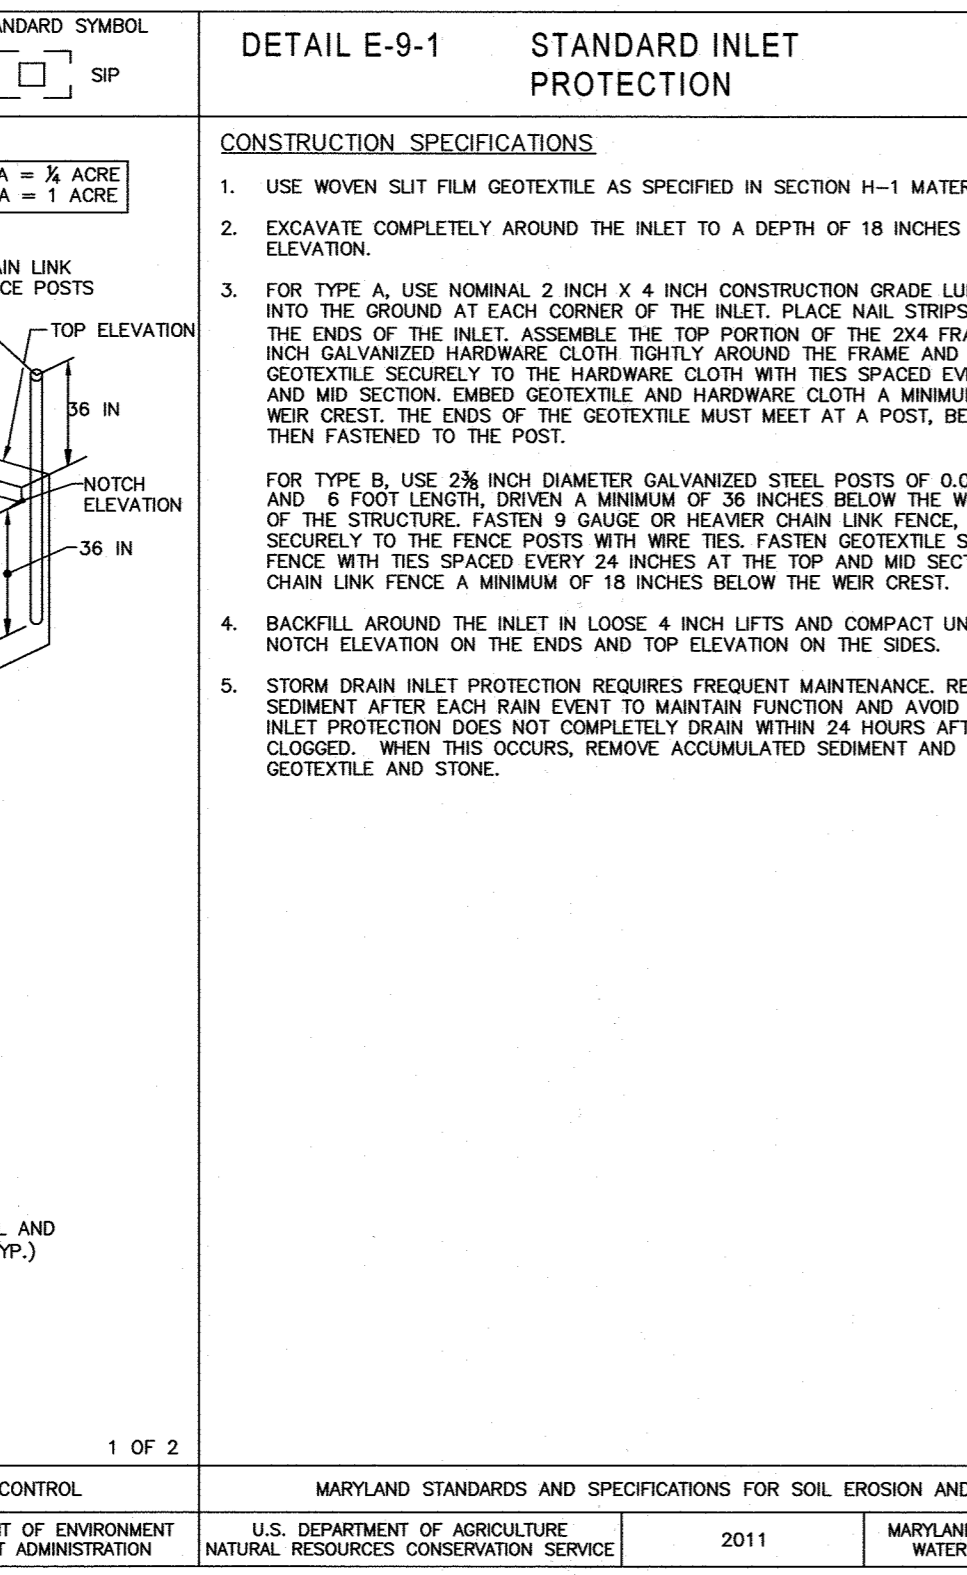 STANDARD SYMBOL
SIP
A = ¼ ACRE
A = 1 ACRE
LINK
POSTS
TOP ELEVATION
36 IN
NOTCH
ELEVATION
36 IN
AND
1 OF 2
CONTROL
OF ENVIRONMENT
ADMINISTRATION
DETAIL E-9-1 STANDARD INLET
PROTECTION
CONSTRUCTION SPECIFICATIONS
1. USE WOVEN SLIT FILM GEOTEXTILE AS SPECIFIED IN SECTION H-1
2. EXCAVATE COMPLETELY AROUND THE INLET TO A DEPTH OF 18 INCHES
ELEVATION.
3. FOR TYPE A, USE NOMINAL 2 INCH X 4 INCH CONSTRUCTION GRADE
INTO THE GROUND AT EACH CORNER OF THE INLET. PLACE NAIL STRIPS
THE ENDS OF THE INLET. ASSEMBLE THE TOP PORTION OF THE 2X4
INCH GALVANIZED HARDWARE CLOTH TIGHTLY AROUND THE FRAME AND
GEOTEXTILE SECURELY TO THE HARDWARE CLOTH WITH TIES SPACED
AND MID SECTION. EMBED GEOTEXTILE AND HARDWARE CLOTH A
WEIR CREST. THE ENDS OF THE GEOTEXTILE MUST MEET AT A POST,
THEN FASTENED TO THE POST.
FOR TYPE B, USE 2⅜ INCH DIAMETER GALVANIZED STEEL POSTS OF
AND 6 FOOT LENGTH, DRIVEN A MINIMUM OF 36 INCHES BELOW THE
OF THE STRUCTURE. FASTEN 9 GAUGE OR HEAVIER CHAIN LINK FENCE,
SECURELY TO THE FENCE POSTS WITH WIRE TIES. FASTEN GEOTEXTILE
FENCE WITH TIES SPACED EVERY 24 INCHES AT THE TOP AND MID
CHAIN LINK FENCE A MINIMUM OF 18 INCHES BELOW THE WEIR CREST.
4. BACKFILL AROUND THE INLET IN LOOSE 4 INCH LIFTS AND COMPACT
NOTCH ELEVATION ON THE ENDS AND TOP ELEVATION ON THE SIDES.
5. STORM DRAIN INLET PROTECTION REQUIRES FREQUENT MAINTENANCE.
SEDIMENT AFTER EACH RAIN EVENT TO MAINTAIN FUNCTION AND AVOID
INLET PROTECTION DOES NOT COMPLETELY DRAIN WITHIN 24 HOURS
CLOGGED. WHEN THIS OCCURS, REMOVE ACCUMULATED SEDIMENT AND
GEOTEXTILE AND STONE.
MARYLAND STANDARDS AND SPECIFICATIONS FOR SOIL EROSION AND
U.S. DEPARTMENT OF AGRICULTURE
NATURAL RESOURCES CONSERVATION SERVICE
2011
MARYLAND
WATER